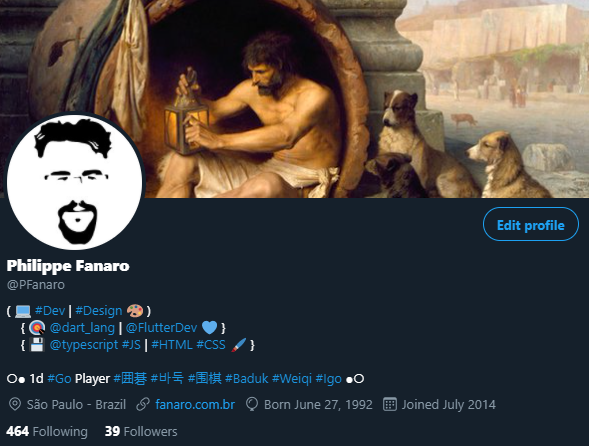 Edit profile
Philippe Fanaro
@PFanaro
( 💻 #Dev | #Design 🎨 )
{ 🎯 @dart_lang | @FlutterDev 💙 }
{ 💾 @typescript #JS | #HTML #CSS 🖌️ }
○● 1d #Go Player #囲碁 #바둑 #围棋 #Baduk #Weiqi #Igo ●○
São Paulo - Brazil fanaro.com.br Born June 27, 1992 Joined July 2014
464 Following 39 Followers